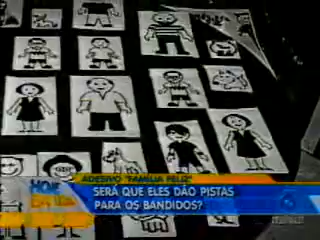 ADESIVO "FAMÍLIA FELIZ"
HOJE
EM DIA
SERÁ QUE ELES DÃO PISTAS
PARA OS BANDIDOS?